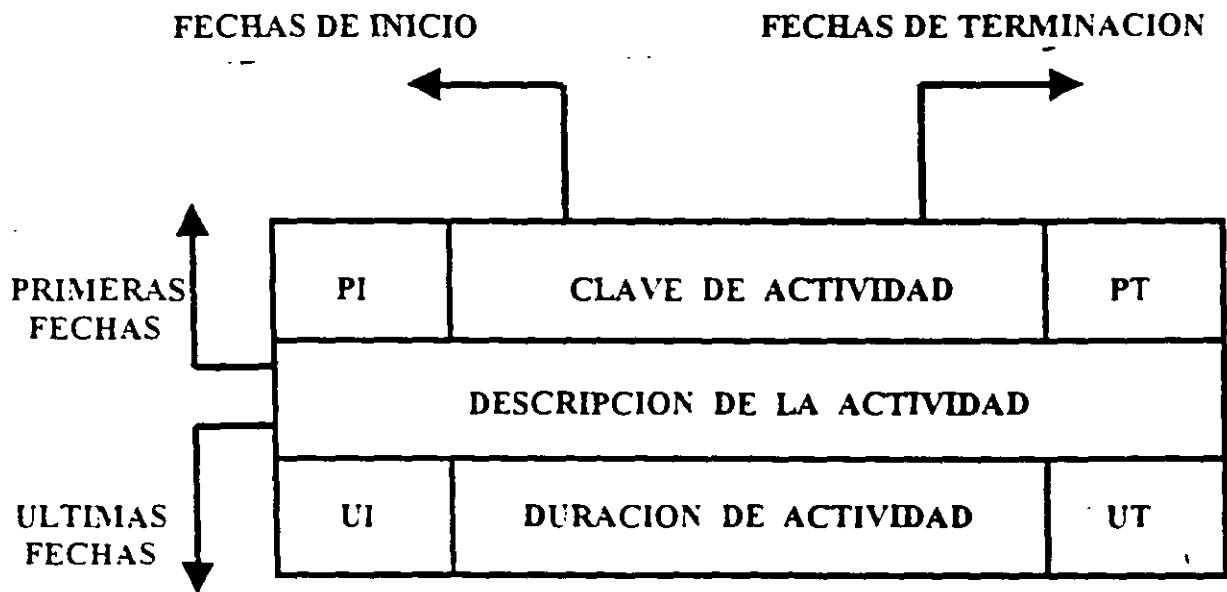 FECHAS DE INICIO
FECHAS DE TERMINACION
PRIMERAS
FECHAS
PI
CLAVE DE ACTIVIDAD
PT
DESCRIPCION DE LA ACTIVIDAD
ULTIMAS
FECHAS
UI
DURACION DE ACTIVIDAD
UT